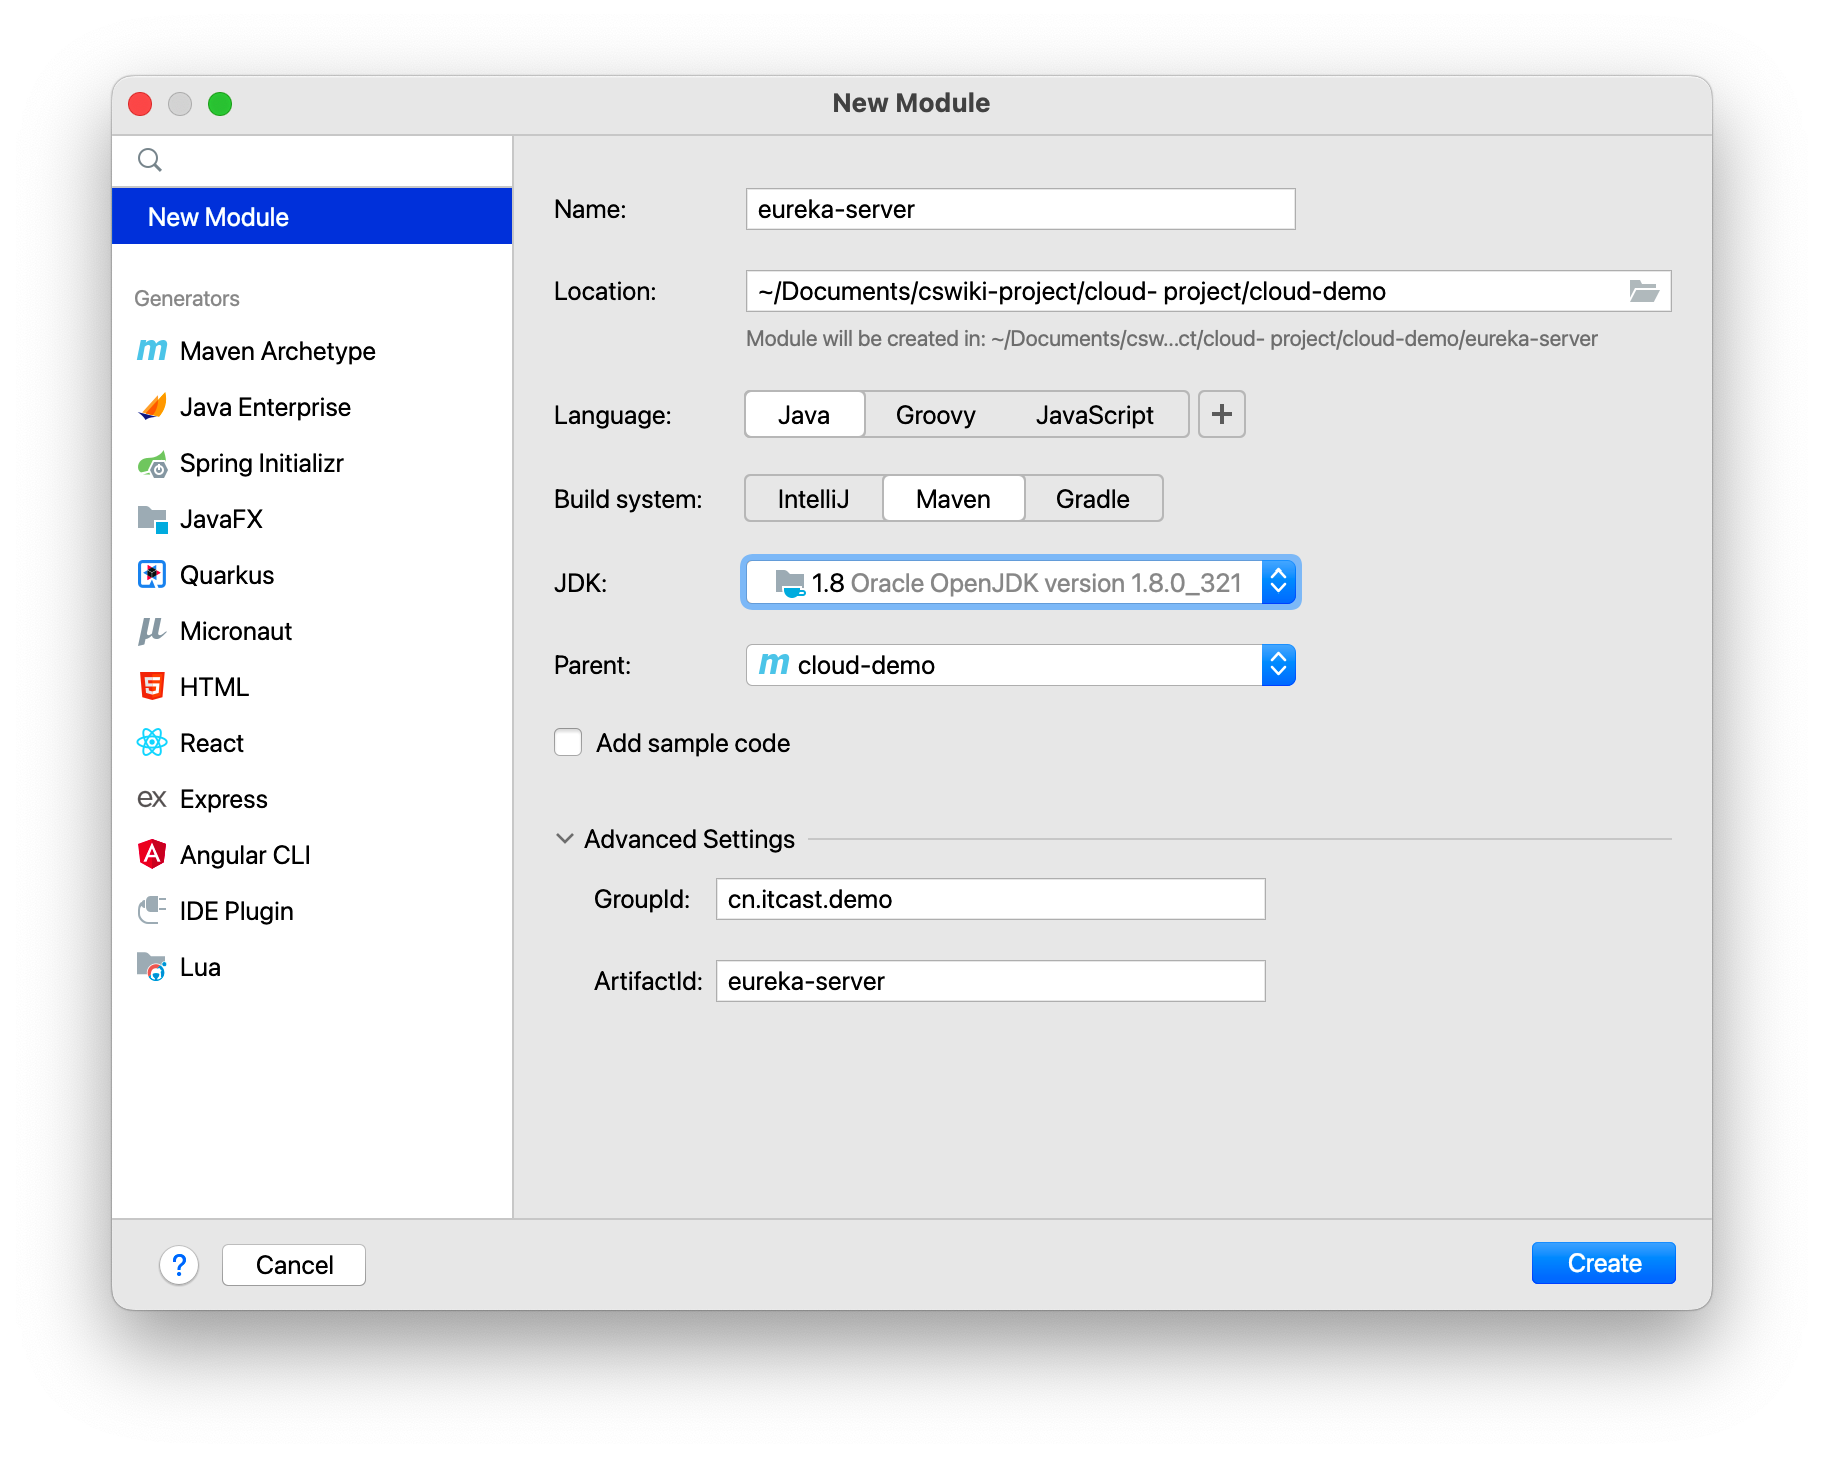 New Module
New Module
Generators
Maven Archetype
Java Enterprise
Spring Initializr
JavaFX
Quarkus
Micronaut
HTML
React
ex Express
Angular CLI
IDE Plugin
Lua
Name: eureka-server
Location: ~/Documents/cswiki-project/cloud- project/cloud-demo
Module will be created in: ~/Documents/csw...ct/cloud- project/cloud-demo/eureka-server
Language: Java Groovy JavaScript +
Build system: IntelliJ Maven Gradle
JDK: 1.8 Oracle OpenJDK version 1.8.0_321
Parent: m cloud-demo
Add sample code
Advanced Settings
GroupId: cn.itcast.demo
ArtifactId: eureka-server
? Cancel Create